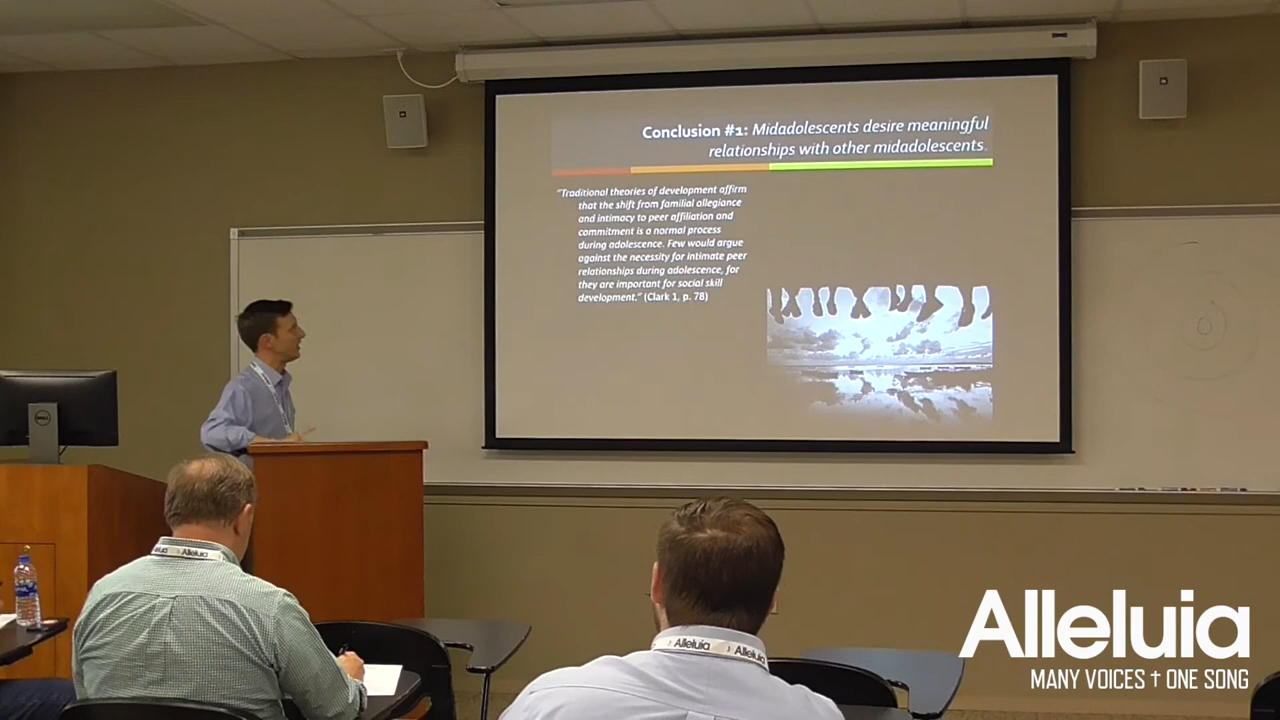 Conclusion #1: Midadolescents desire meaningful
relationships with other midadolescents.
"Traditional theories of development affirm
that the shift from familial allegiance
and intimacy to peer affiliation and
commitment is a normal process
during adolescence. Few would argue
against the necessity for intimate peer
relationships during adolescence, for
they are important for social skill
development." (Clark 1, p. 78)
DELL
Alleluia
Alleluia
Alleluia
MANY VOICES † ONE SONG